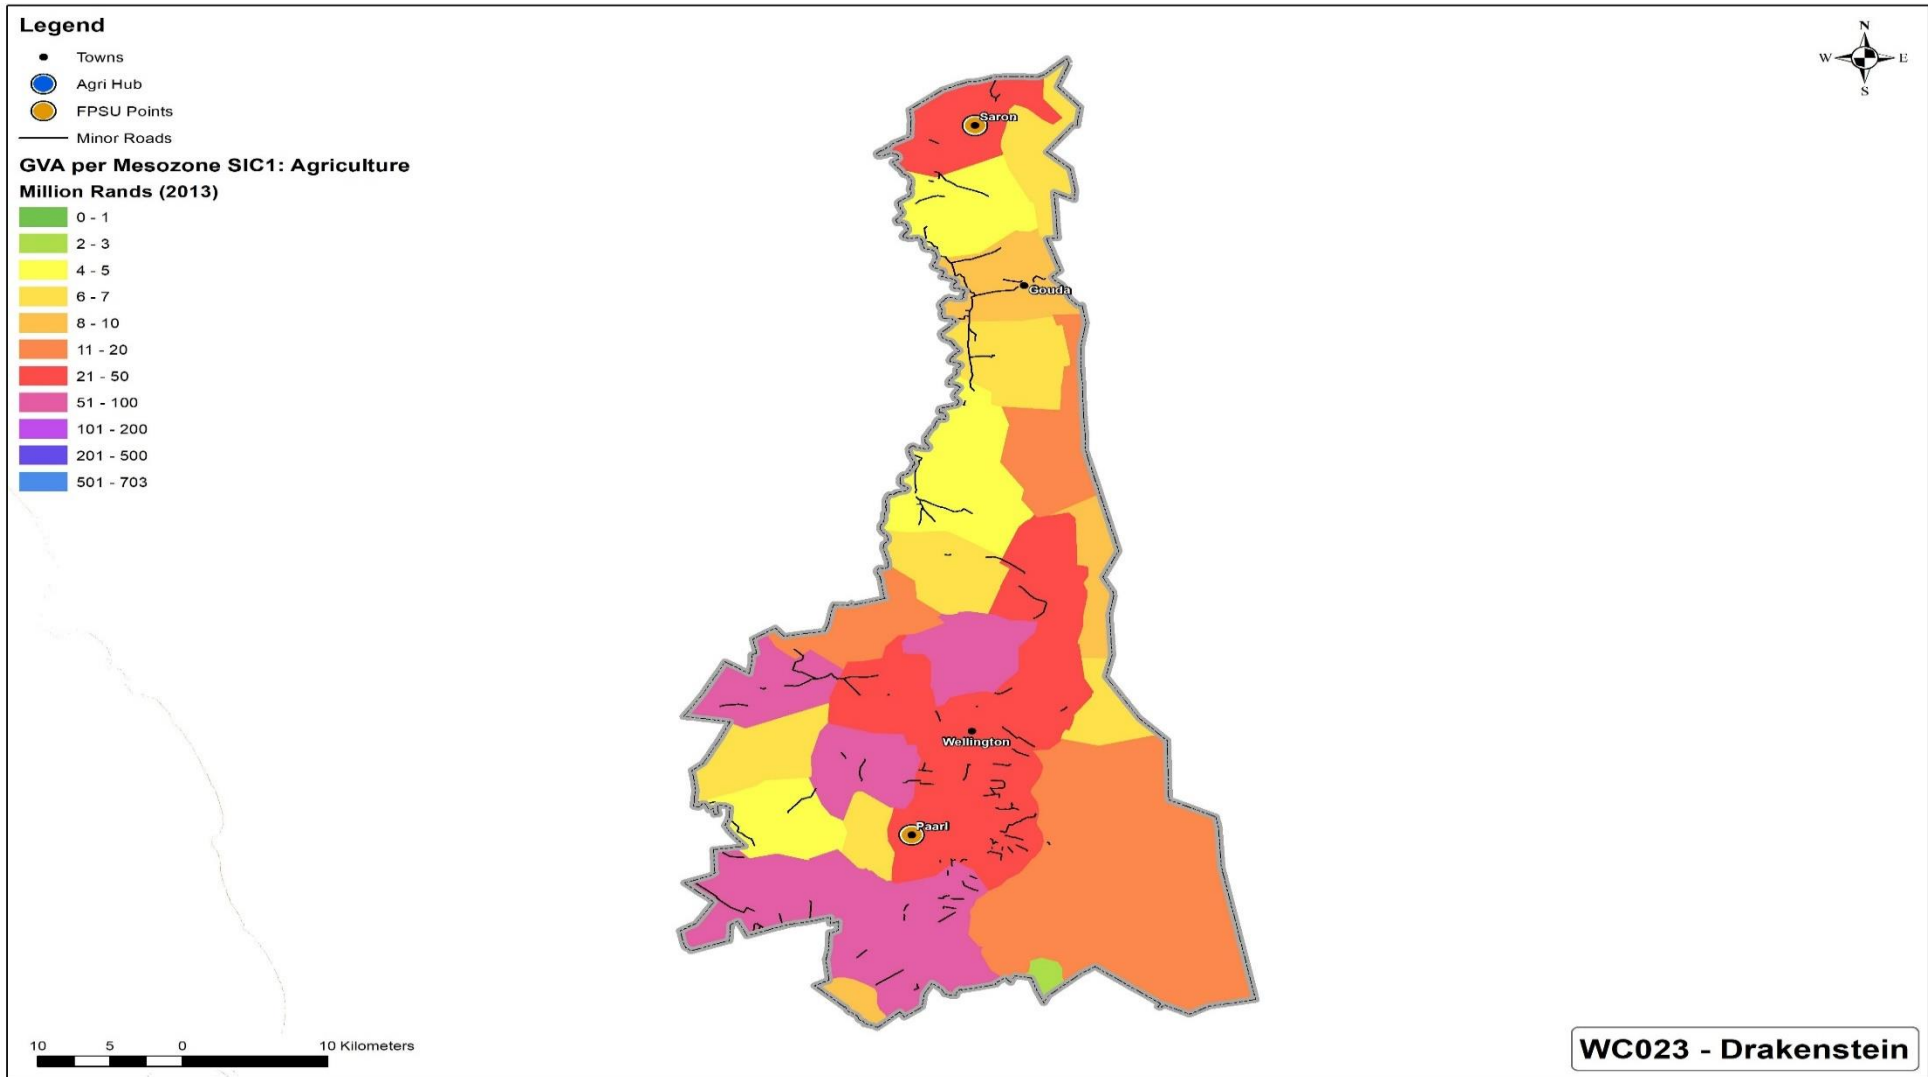 Legend
Towns
Agri Hub
FPSU Points
Minor Roads
GVA per Mesozone SIC1: Agriculture
Million Rands (2013)
0 - 1
2 - 3
4 - 5
6 - 7
8 - 10
11 - 20
21 - 50
51 - 100
101 - 200
201 - 500
501 - 703
N
W E
S
Saron
Gouda
Wellington
Paarl
10 5 0 10 Kilometers
WC023 - Drakenstein